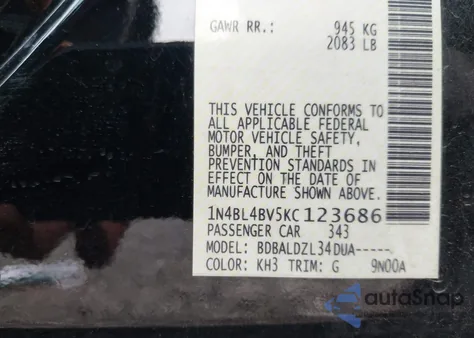 GAWR RR.: 945 KG
2083 LB
THIS VEHICLE CONFORMS TO
ALL APPLICABLE FEDERAL
MOTOR VEHICLE SAFETY,
BUMPER, AND THEFT
PREVENTION STANDARDS IN
EFFECT ON THE DATE OF
MANUFACTURE SHOWN ABOVE.
1N4BL4BV5KC123686
PASSENGER CAR 343
MODEL: BDBALDZL34DUA-----
COLOR: KH3 TRIM: G 9N00A
autoSnap